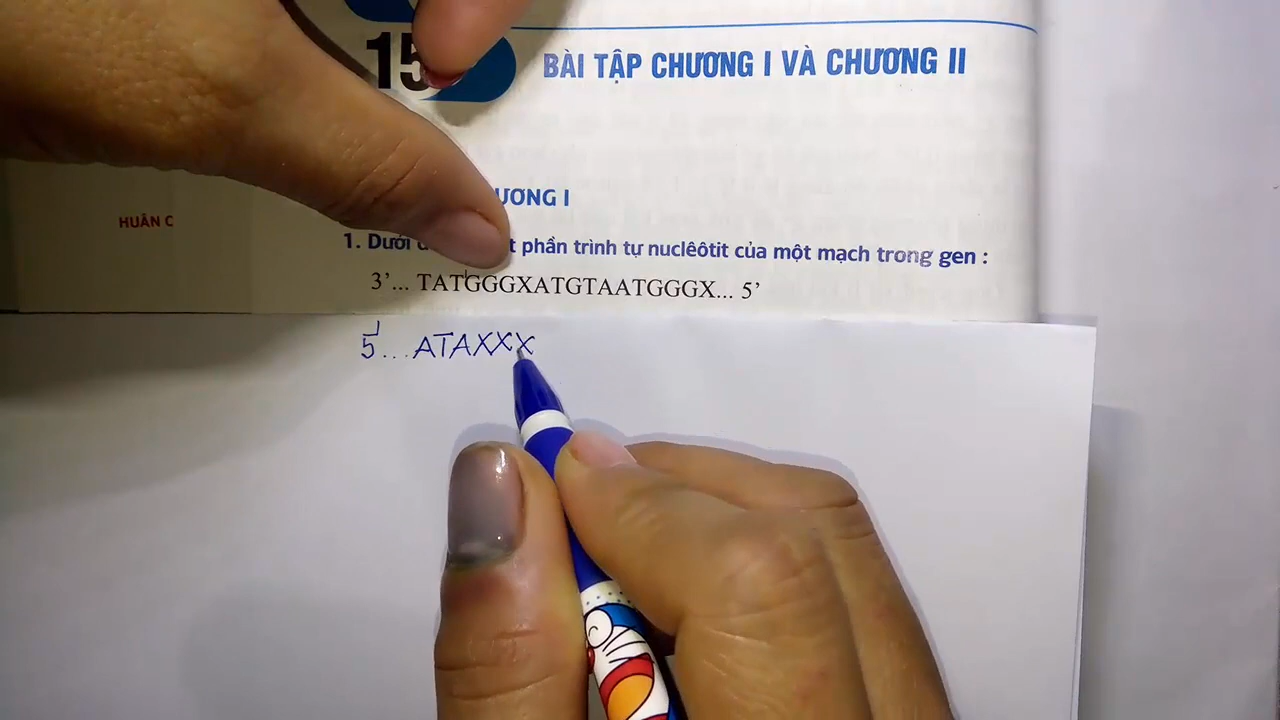 15 BÀI TẬP CHƯƠNG I VÀ CHƯƠNG II
ƯƠNG I
HUÂN C
1. Dưới phần trình tự nuclêôtit của một mạch trong gen :
3’... TATGGGXATGTAATGGGX... 5’
5'...ATAXXX